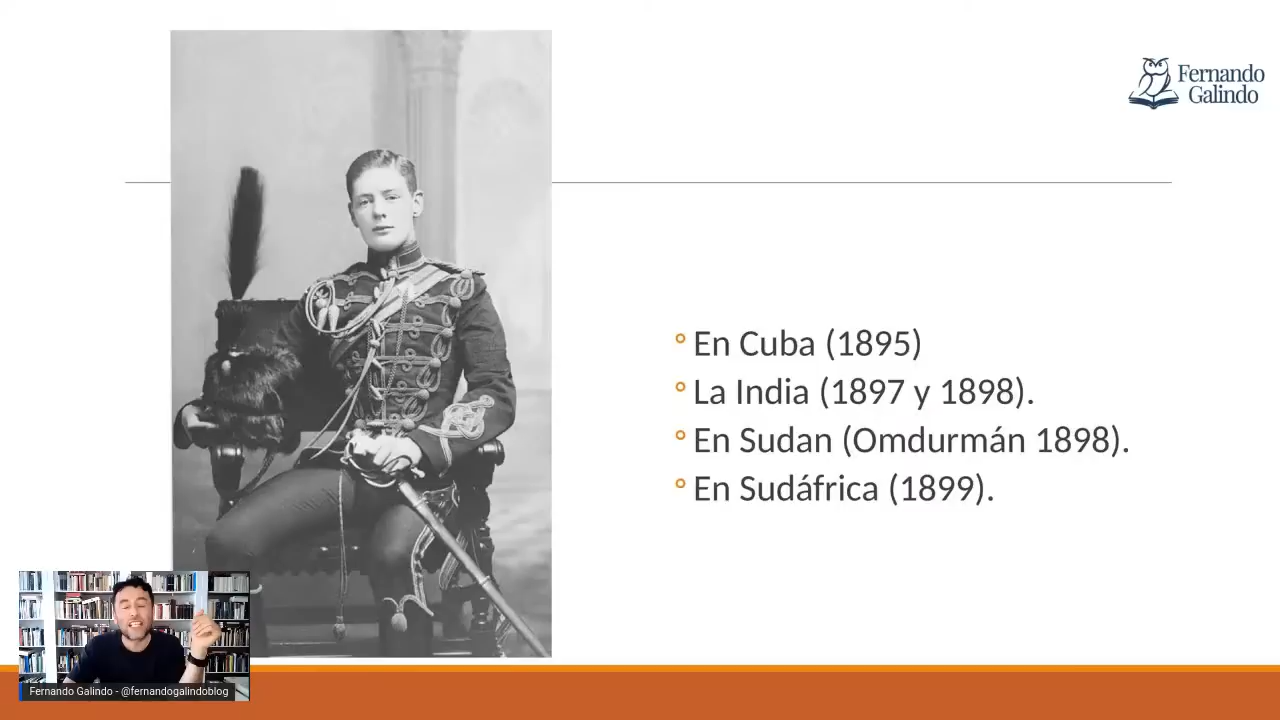 Fernando
Galindo
° En Cuba (1895)
° La India (1897 y 1898).
° En Sudan (Omdurmán 1898).
° En Sudáfrica (1899).
Fernando Galindo - @fernandogalindoblog